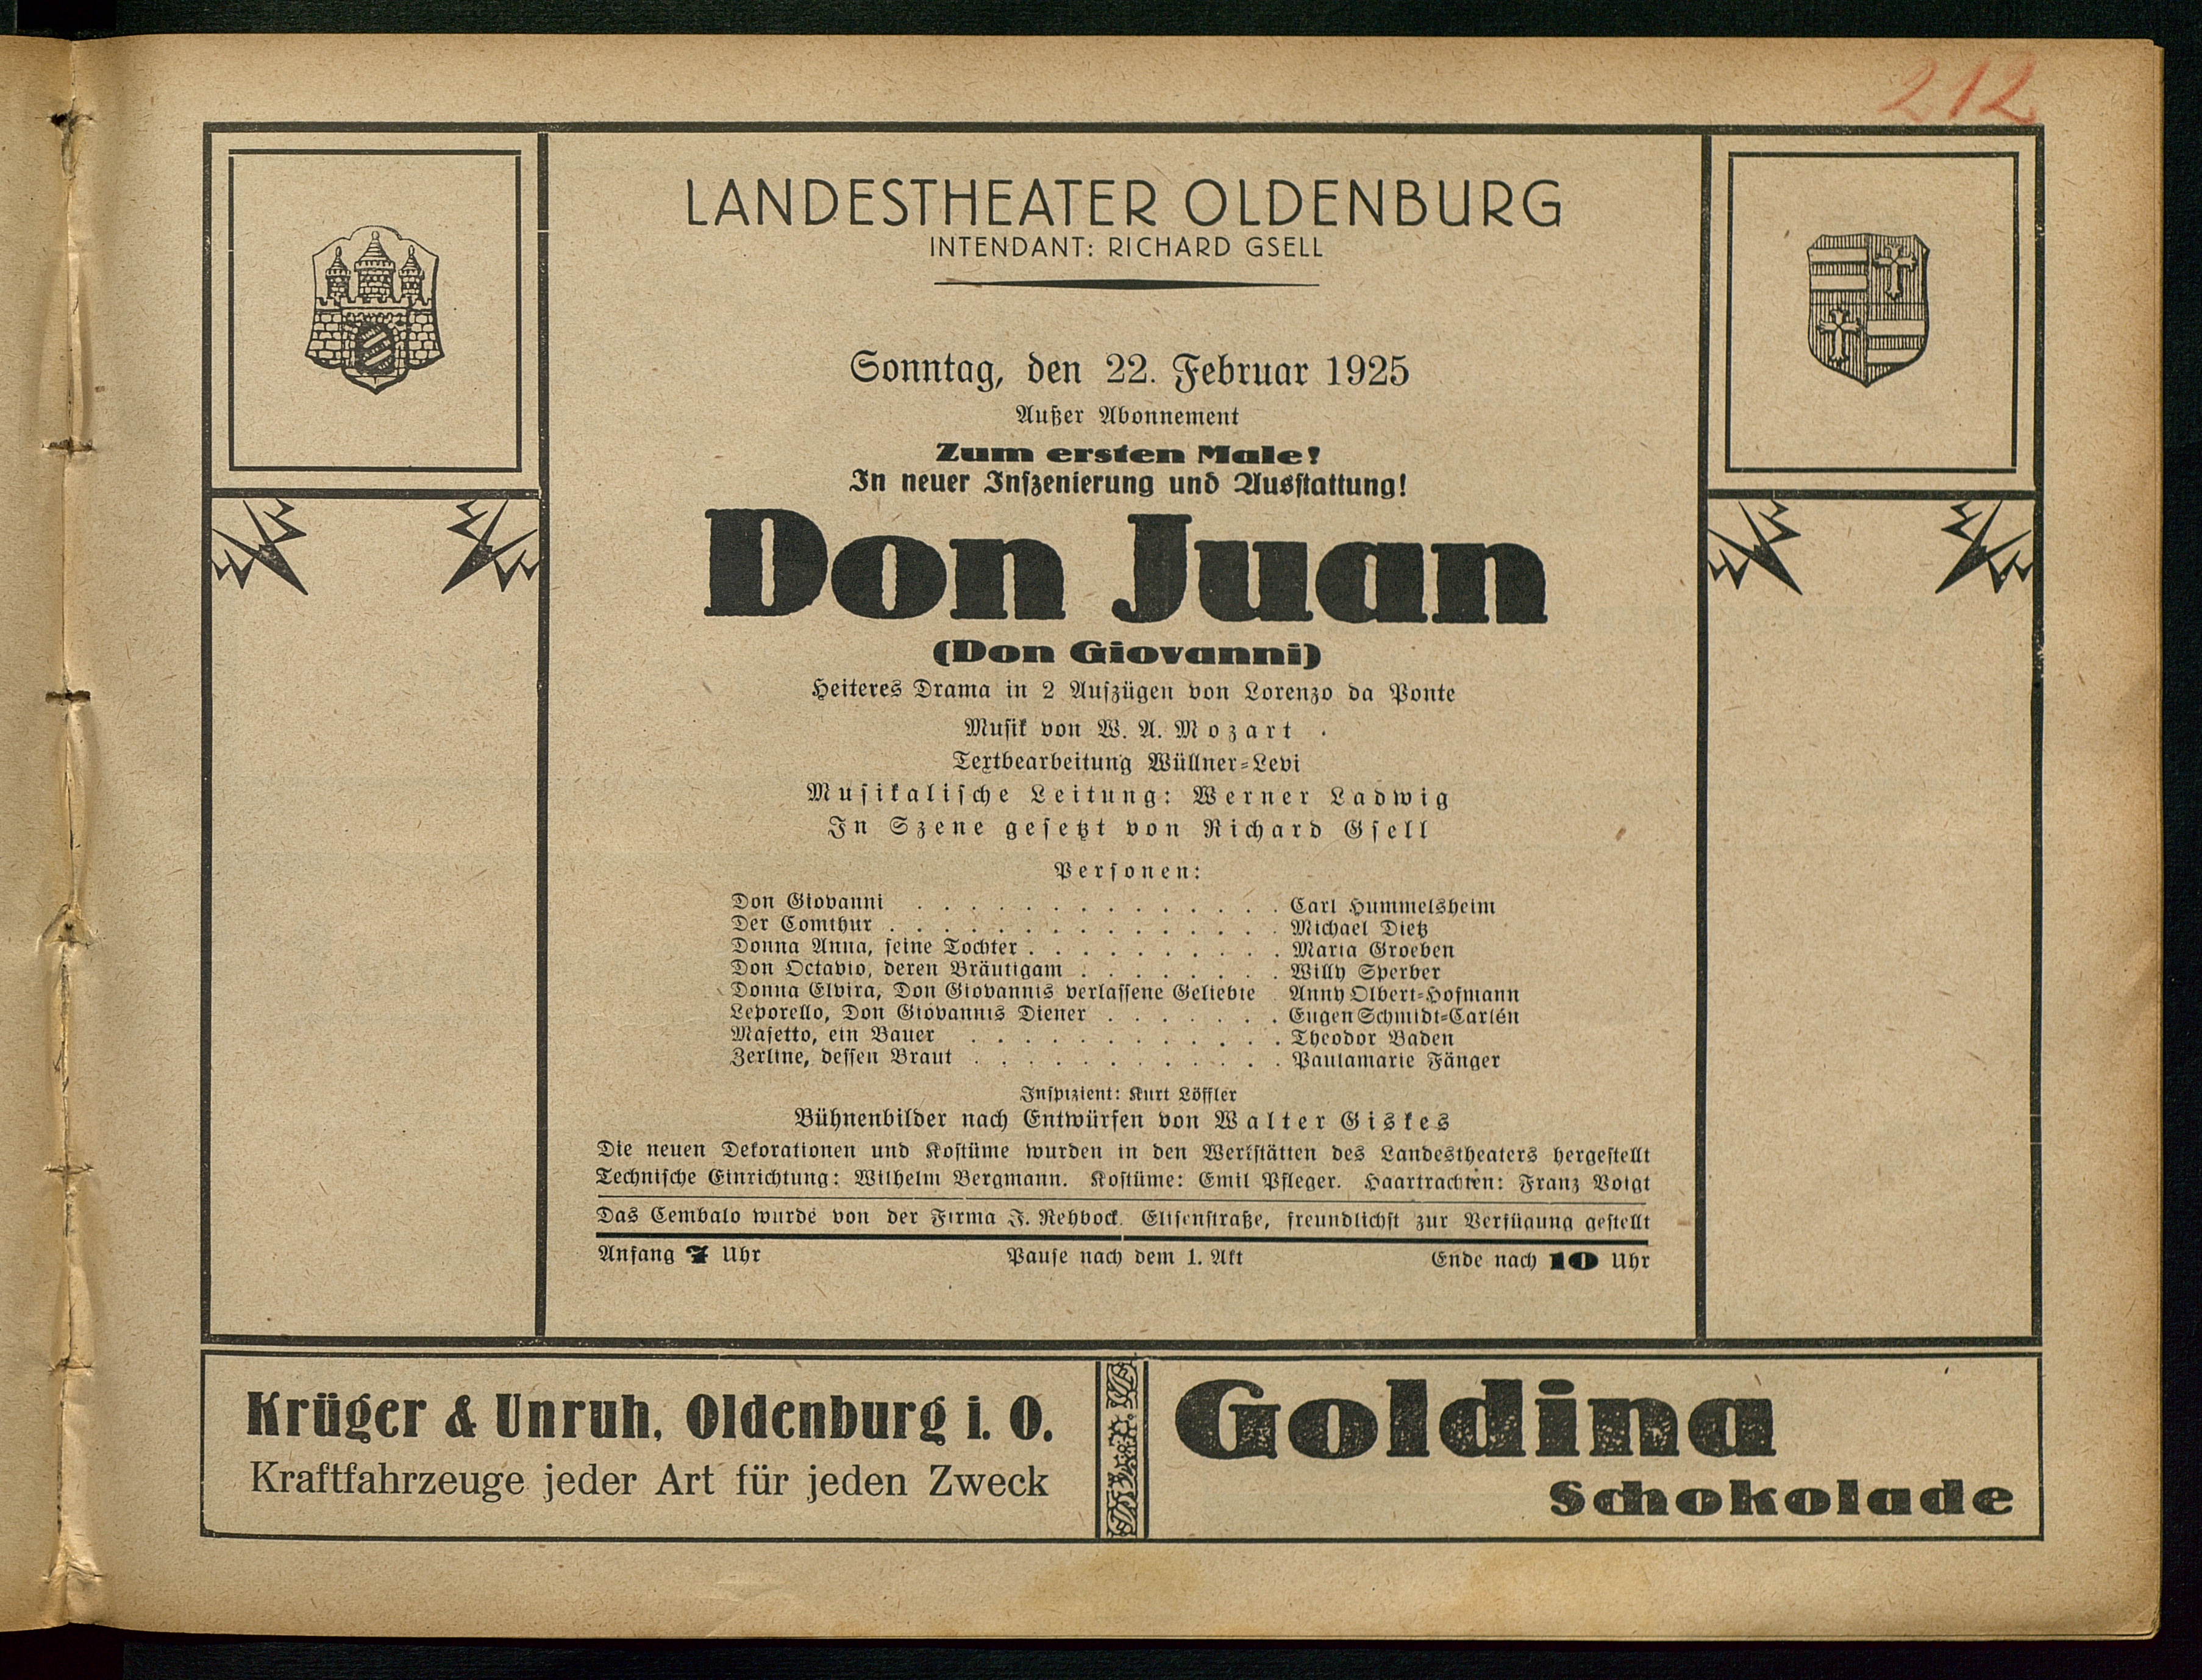 212
LANDESTHEATER OLDENBURG
INTENDANT: RICHARD GSELL
Sonntag, den 22. Februar 1925
Außer Abonnement
Zum ersten Male!
In neuer Inszenierung und Ausstattung!
Don Juan
(Don Giovanni)
Heiteres Drama in 2 Aufzügen von Lorenzo da Ponte
Musik von W. A. Mozart
Textbearbeitung Wüllner=Levi
Musikalische Leitung: Werner Ladwig
In Szene gesetzt von Richard Gsell
Personen:
Don Giovanni . . . . . . . . . . . . . . Carl Hummelsheim
Der Comthur . . . . . . . . . . . . . . . Michael Dietz
Donna Anna, seine Tochter . . . . . . . . . . Maria Groeben
Don Octavio, deren Bräutigam . . . . . . . . Willy Sperber
Donna Elvira, Don Giovannis verlassene Geliebte . Anny Olbert=Hofmann
Leporello, Don Giovannis Diener . . . . . . . Eugen Schmidt=Carlén
Masetto, ein Bauer . . . . . . . . . . . . Theodor Baden
Zerline, dessen Braut . . . . . . . . . . . . Paulamarie Fänger
Inspizient: Kurt Löffler
Bühnenbilder nach Entwürfen von Walter Giskes
Die neuen Dekorationen und Kostüme wurden in den Werkstätten des Landestheaters hergestellt
Technische Einrichtung: Wilhelm Bergmann. Kostüme: Emil Pfleger. Haartrachten: Franz Voigt
Das Cembalo wurde von der Firma J. Rehbock, Elisenstraße, freundlichst zur Verfügung gestellt
Anfang 7 Uhr Pause nach dem 1. Akt Ende nach 10 Uhr
Krüger & Unruh, Oldenburg i. O.
Kraftfahrzeuge jeder Art für jeden Zweck
Goldina
Schokolade